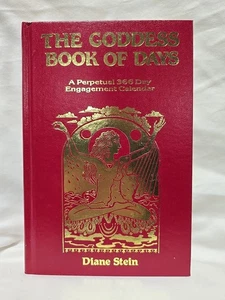 THE GODDESS
BOOK OF DAYS
A Perpetual 366 Day
Engagement Calendar
Diane Stein